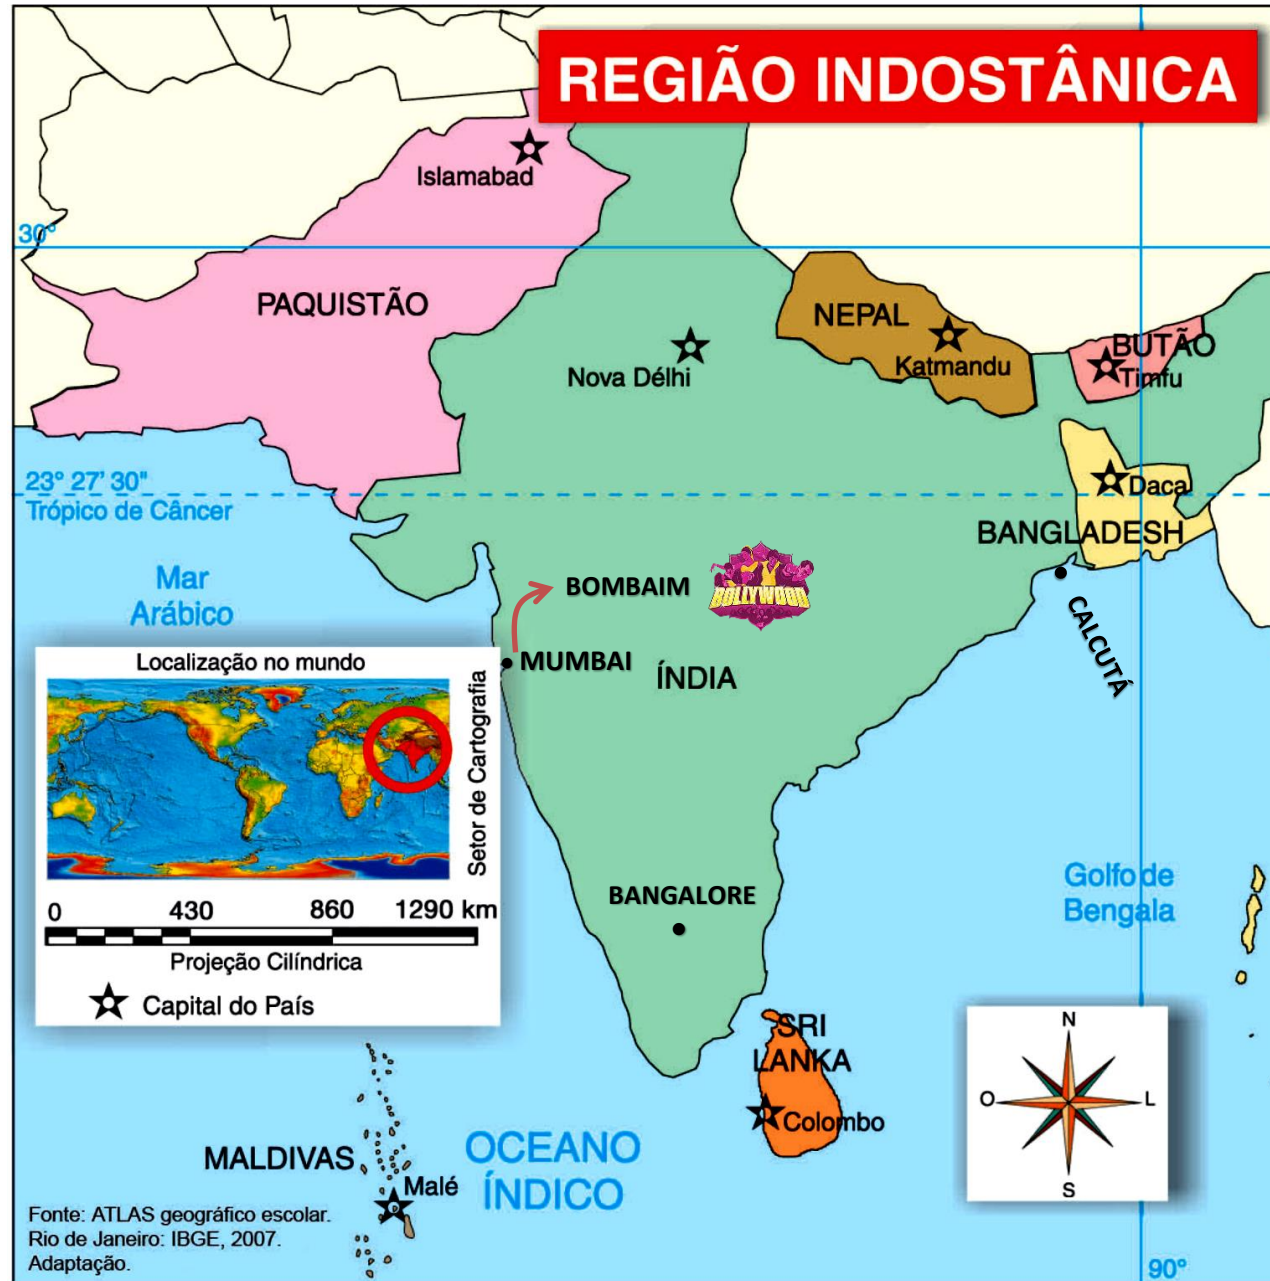 REGIÃO INDOSTÂNICA
Islamabad
30°
PAQUISTÃO
NEPAL
Katmandu
BUTÃO
Timfu
Nova Délhi
23° 27' 30"
Trópico de Câncer
Daca
BANGLADESH
Mar
Arábico
BOMBAIM
BOLLYWOOD
CALCUTÁ
MUMBAI
ÍNDIA
Localização no mundo
Setor de Cartografia
0 430 860 1290 km
Projeção Cilíndrica
Capital do País
BANGALORE
Golfo de
Bengala
SRI
LANKA
Colombo
N
O
L
S
MALDIVAS
Malé
OCEANO
ÍNDICO
Fonte: ATLAS geográfico escolar.
Rio de Janeiro: IBGE, 2007.
Adaptação.
90°